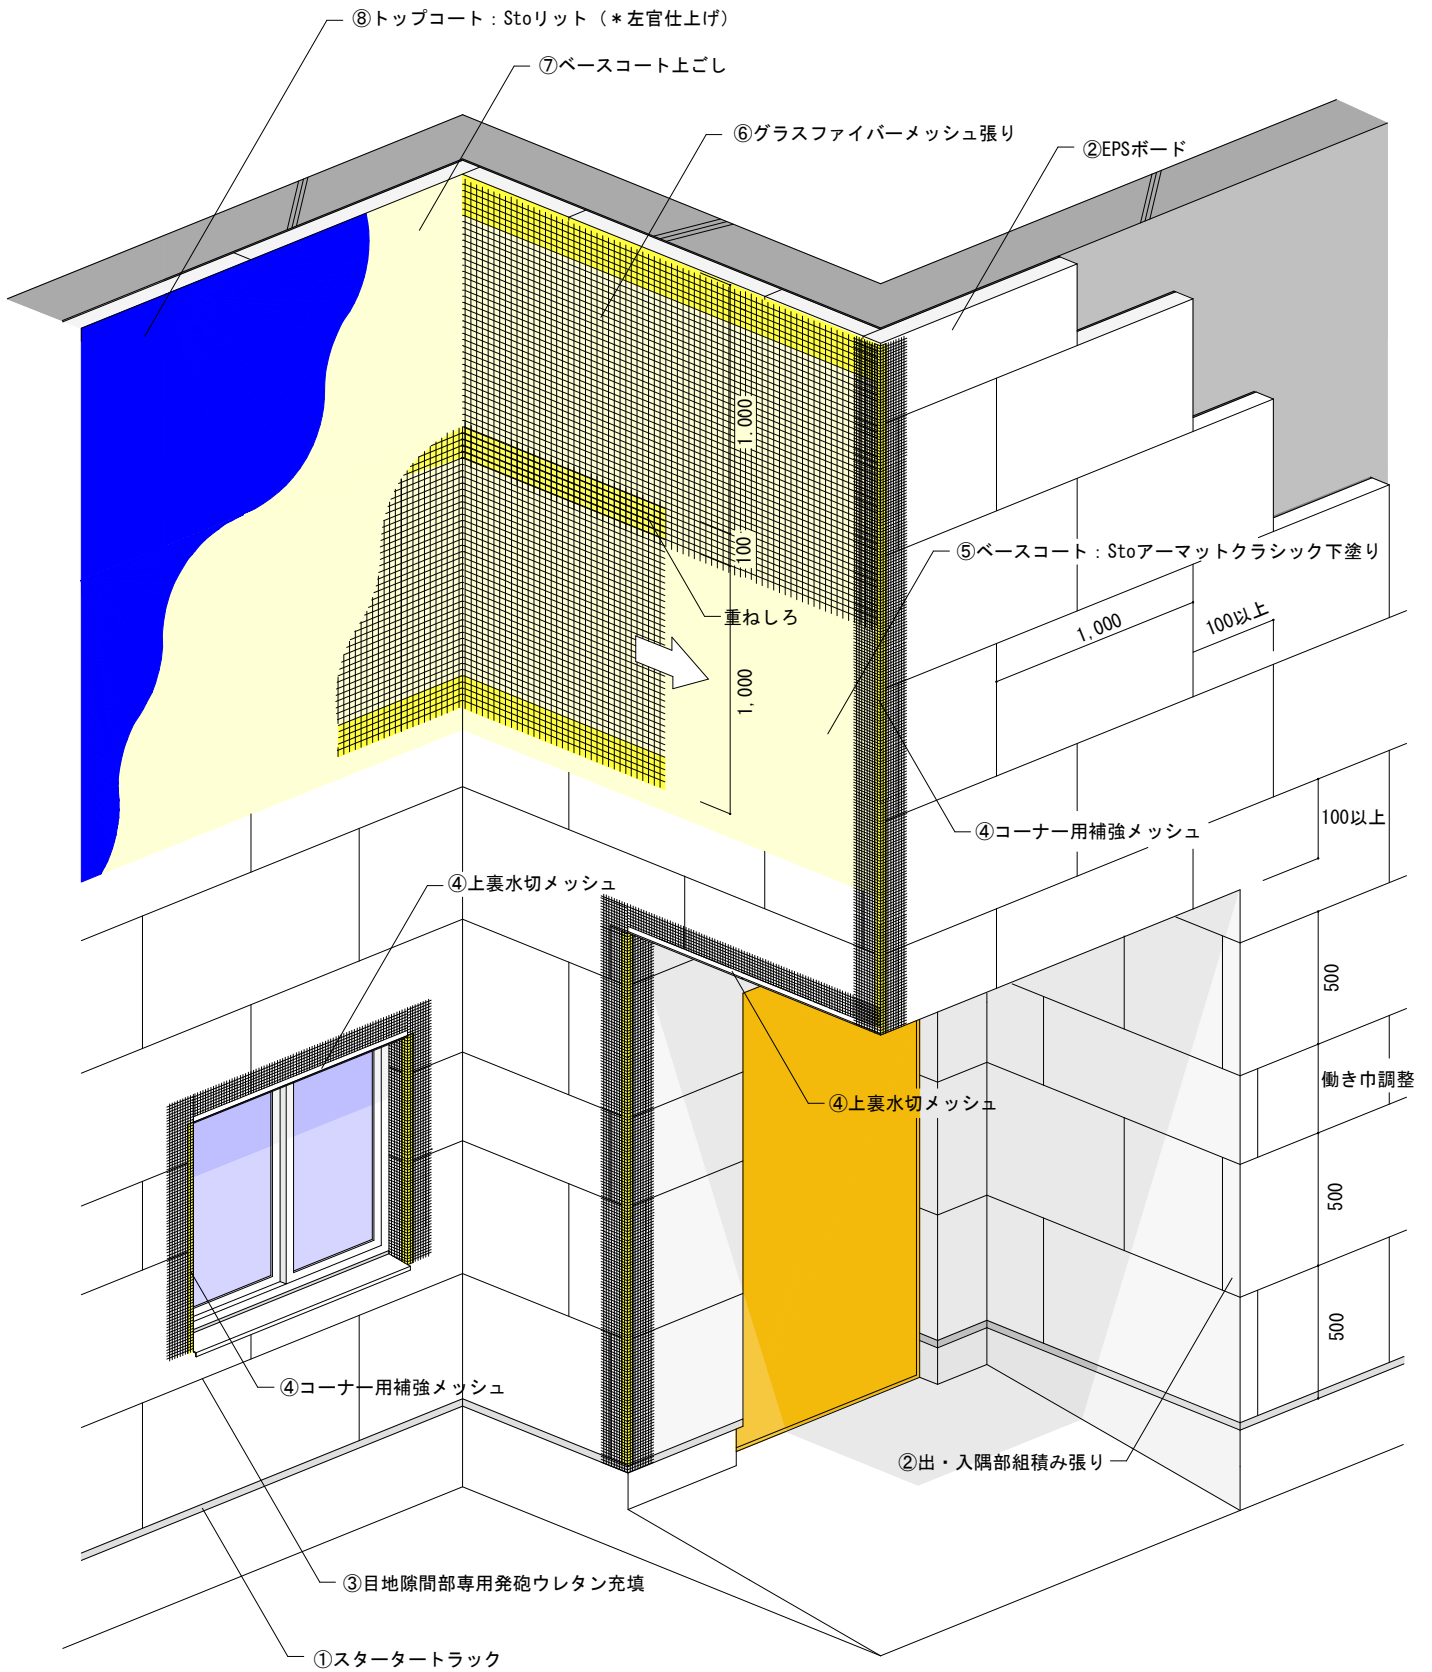 ⑧トップコート：Stoリット（＊左官仕上げ）
⑦ベースコート上ごし
⑥グラスファイバーメッシュ張り
②EPSボード
1,000
100
⑤ベースコート：Stoアーマットクラシック下塗り
重ねしろ
1,000
100以上
1,000
④コーナー用補強メッシュ
100以上
④上裏水切メッシュ
500
働き巾調整
④上裏水切メッシュ
500
500
④コーナー用補強メッシュ
②出・入隅部組積み張り
③目地隙間部専用発砲ウレタン充填
①スタータートラック